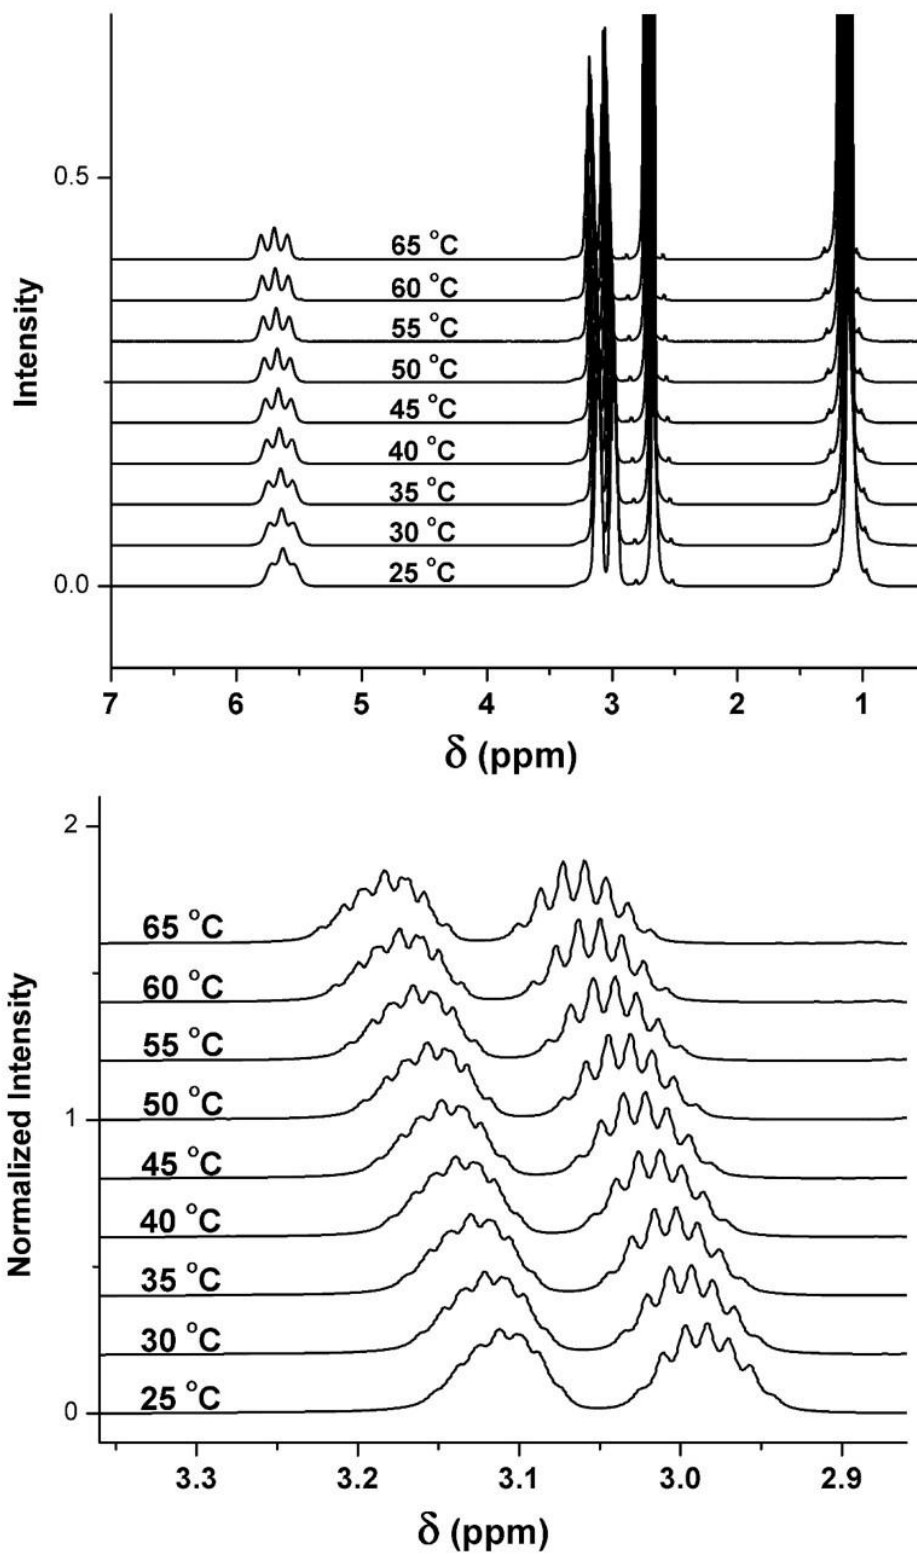 0.5
65 °C
60 °C
55 °C
50 °C
45 °C
40 °C
35 °C
30 °C
25 °C
0.0
Intensity
7 6 5 4 3 2 1
δ (ppm)
2
65 °C
60 °C
55 °C
50 °C
1
45 °C
40 °C
35 °C
30 °C
25 °C
0
Normalized Intensity
3.3 3.2 3.1 3.0 2.9
δ (ppm)